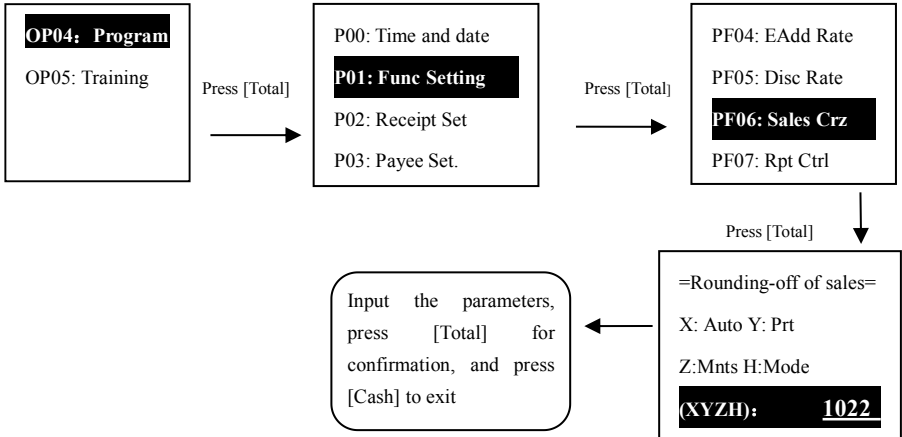 OP04：Program
OP05: Training
Press [Total]
P00: Time and date
P01: Func Setting
P02: Receipt Set
P03: Payee Set.
Press [Total]
PF04: EAdd Rate
PF05: Disc Rate
PF06: Sales Crz
PF07: Rpt Ctrl
Press [Total]
=Rounding-off of sales=
X: Auto Y: Prt
Z:Mnts H:Mode
(XYZH)： 1022
Input the parameters,
press [Total] for
confirmation, and press
[Cash] to exit